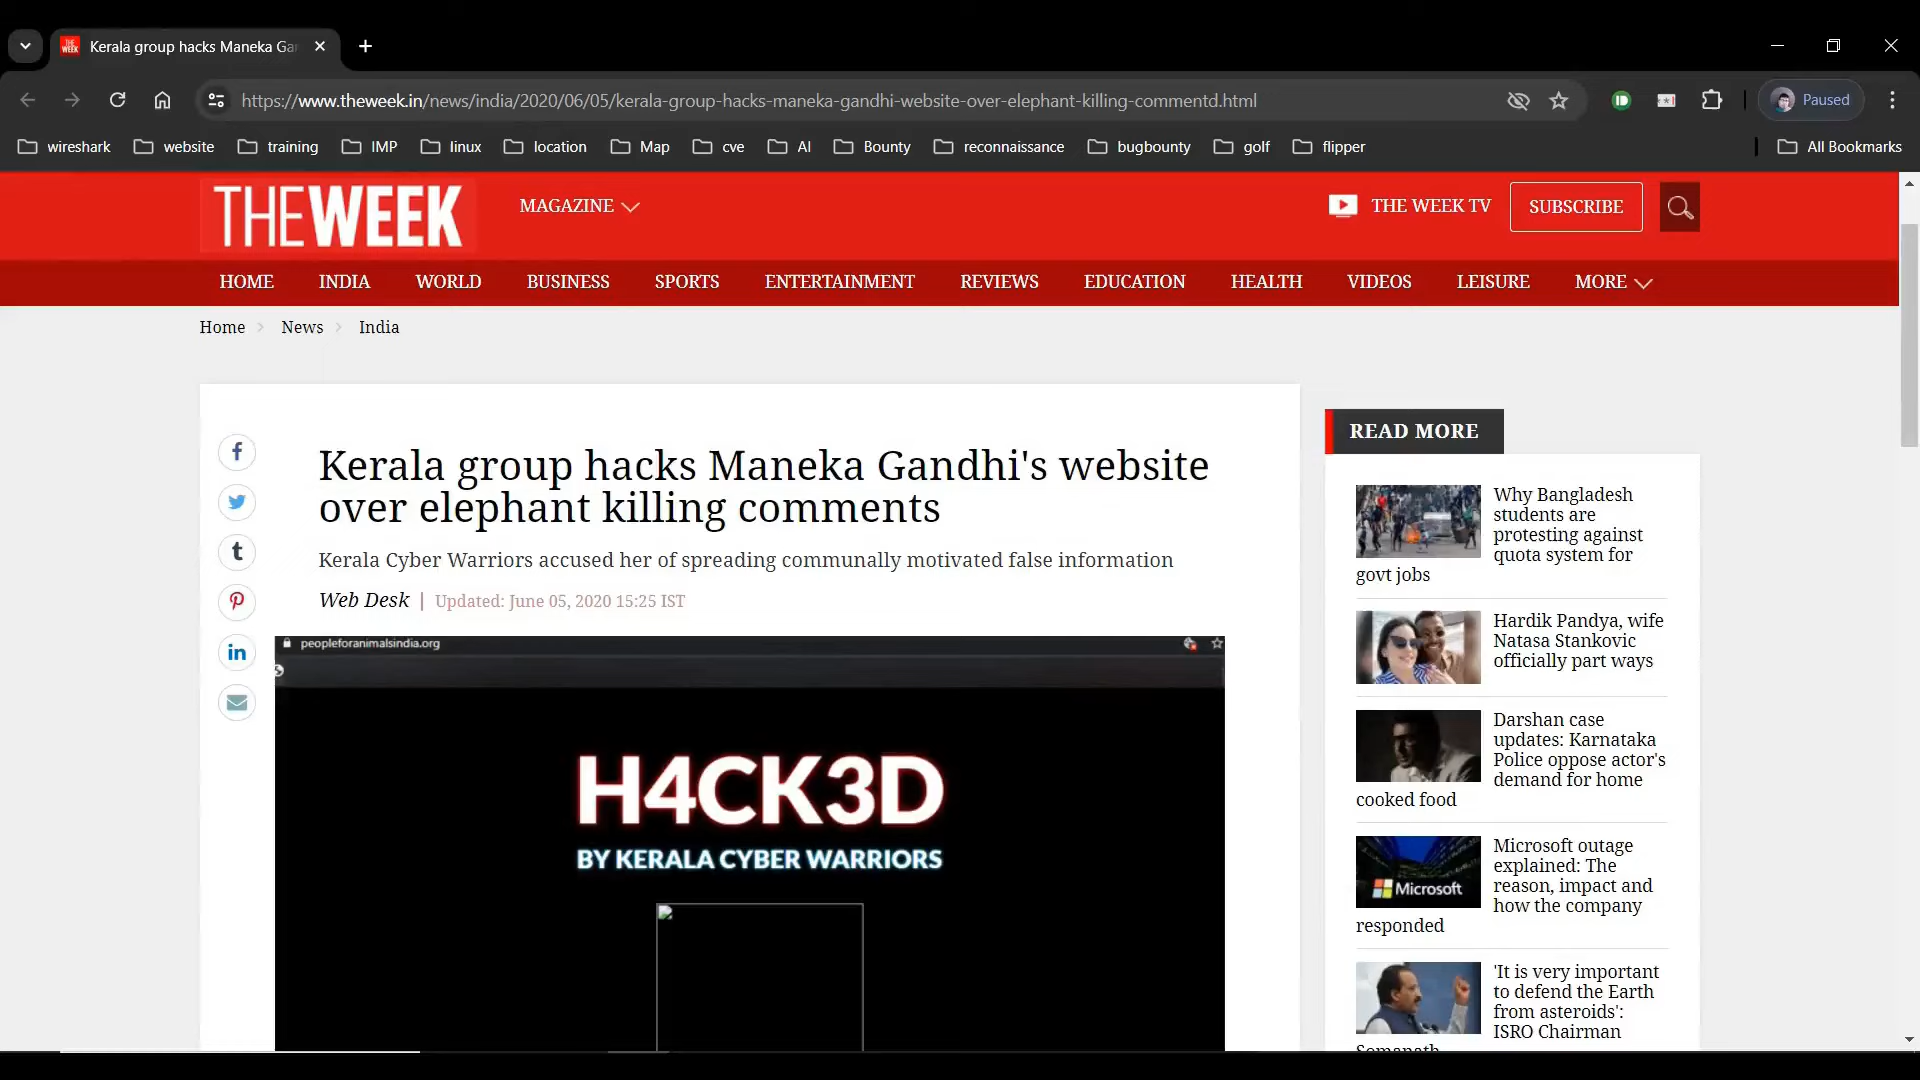 Kerala group hacks Maneka Ga
https://www.theweek.in/news/india/2020/06/05/kerala-group-hacks-maneka-gandhi-website-over-elephant-killing-commentd.html
Paused
wireshark website training IMP linux location Map cve AI Bounty reconnaissance bugbounty golf flipper All Bookmarks
THEWEEK
MAGAZINE
THE WEEK TV
SUBSCRIBE
HOME INDIA WORLD BUSINESS SPORTS ENTERTAINMENT REVIEWS EDUCATION HEALTH VIDEOS LEISURE MORE
Home News India
Kerala group hacks Maneka Gandhi's website
over elephant killing comments
Kerala Cyber Warriors accused her of spreading communally motivated false information
Web Desk | Updated: June 05, 2020 15:25 IST
peopleforanimalsindia.org
H4CK3D
BY KERALA CYBER WARRIORS
READ MORE
Why Bangladesh
students are
protesting against
quota system for
govt jobs
Hardik Pandya, wife
Natasa Stankovic
officially part ways
Darshan case
updates: Karnataka
Police oppose actor's
demand for home
cooked food
Microsoft
Microsoft outage
explained: The
reason, impact and
how the company
responded
'It is very important
to defend the Earth
from asteroids':
ISRO Chairman